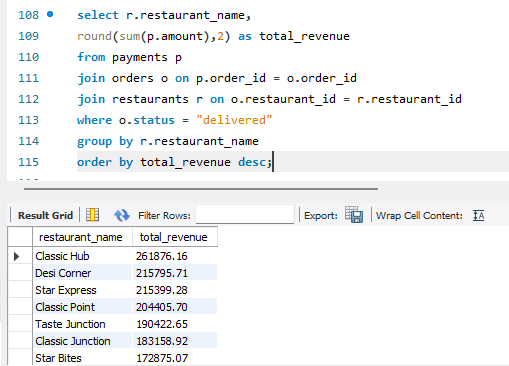 108 select r.restaurant_name,
109 round(sum(p.amount),2) as total_revenue
110 from payments p
111 join orders o on p.order_id = o.order_id
112 join restaurants r on o.restaurant_id = r.restaurant_id
113 where o.status = "delivered"
114 group by r.restaurant_name
115 order by total_revenue desc;
Result Grid Filter Rows: Export: Wrap Cell Content: IA
restaurant_name total_revenue
Classic Hub 261876.16
Desi Corner 215795.71
Star Express 215399.28
Classic Point 204405.70
Taste Junction 190422.65
Classic Junction 183158.92
Star Bites 172875.07